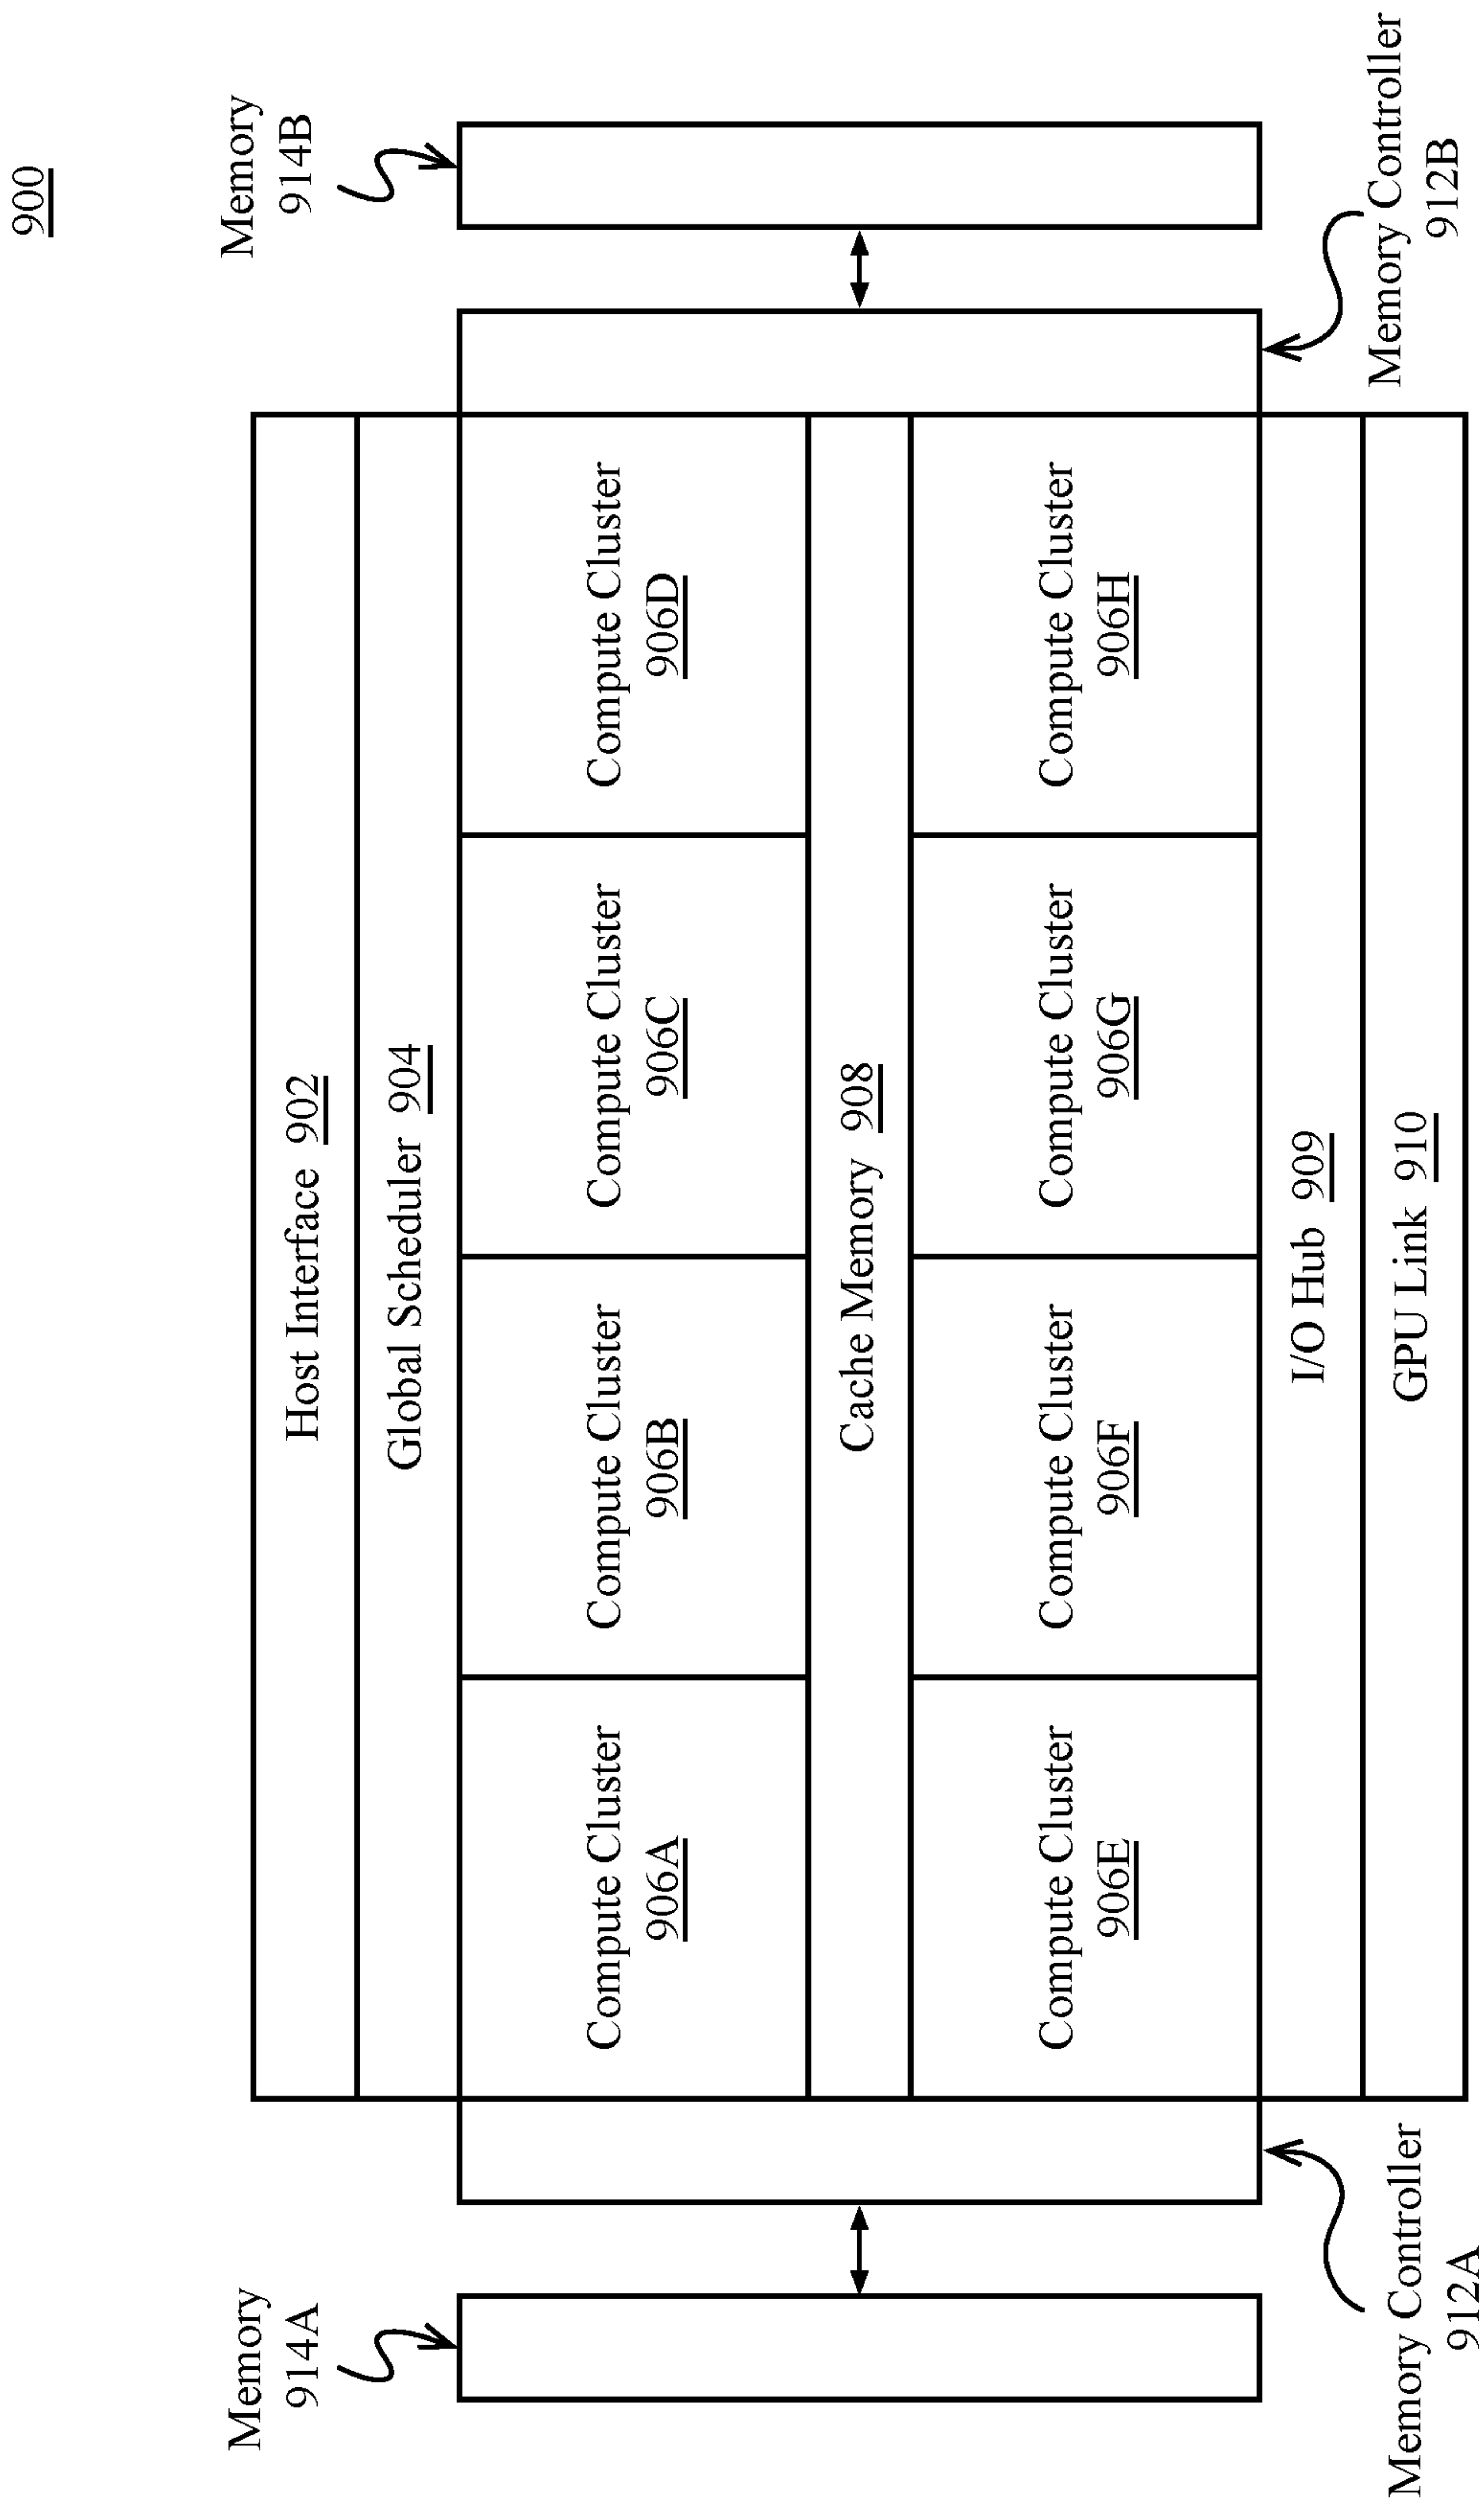 900
Memory
914A
Memory
914B
Host Interface 902
Global Scheduler 904
Compute Cluster
906A
Compute Cluster
906B
Compute Cluster
906C
Compute Cluster
906D
Cache Memory 908
Compute Cluster
906E
Compute Cluster
906F
Compute Cluster
906G
Compute Cluster
906H
I/O Hub 909
GPU Link 910
Memory Controller
912A
Memory Controller
912B